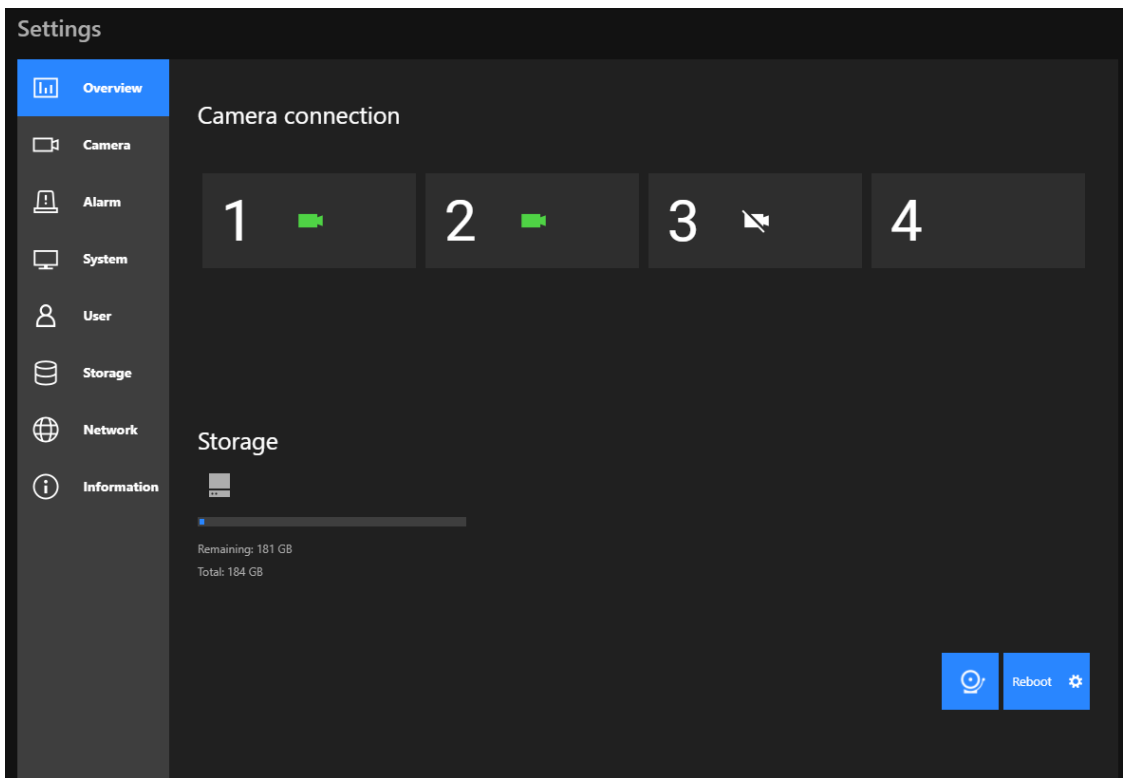 Settings
Overview
Camera
Alarm
System
User
Storage
Network
Information
Camera connection
1
2
3
4
Storage
Remaining: 181 GB
Total: 184 GB
Reboot